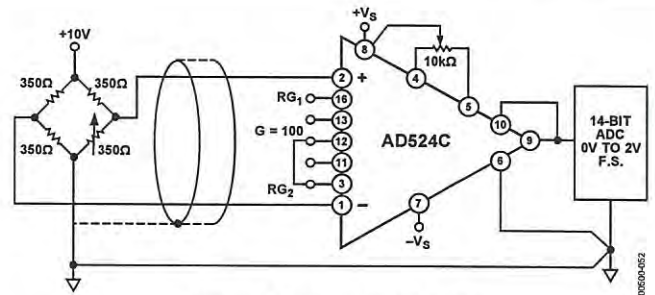 +10V
350Ω
350Ω
350Ω
350Ω
+VS
8
10kΩ
4
5
2
+
RG1
16
13
G = 100
12
11
RG2
3
1
–
AD524C
10
9
6
7
–VS
14-BIT
ADC
0V TO 2V
F.S.
00500-052